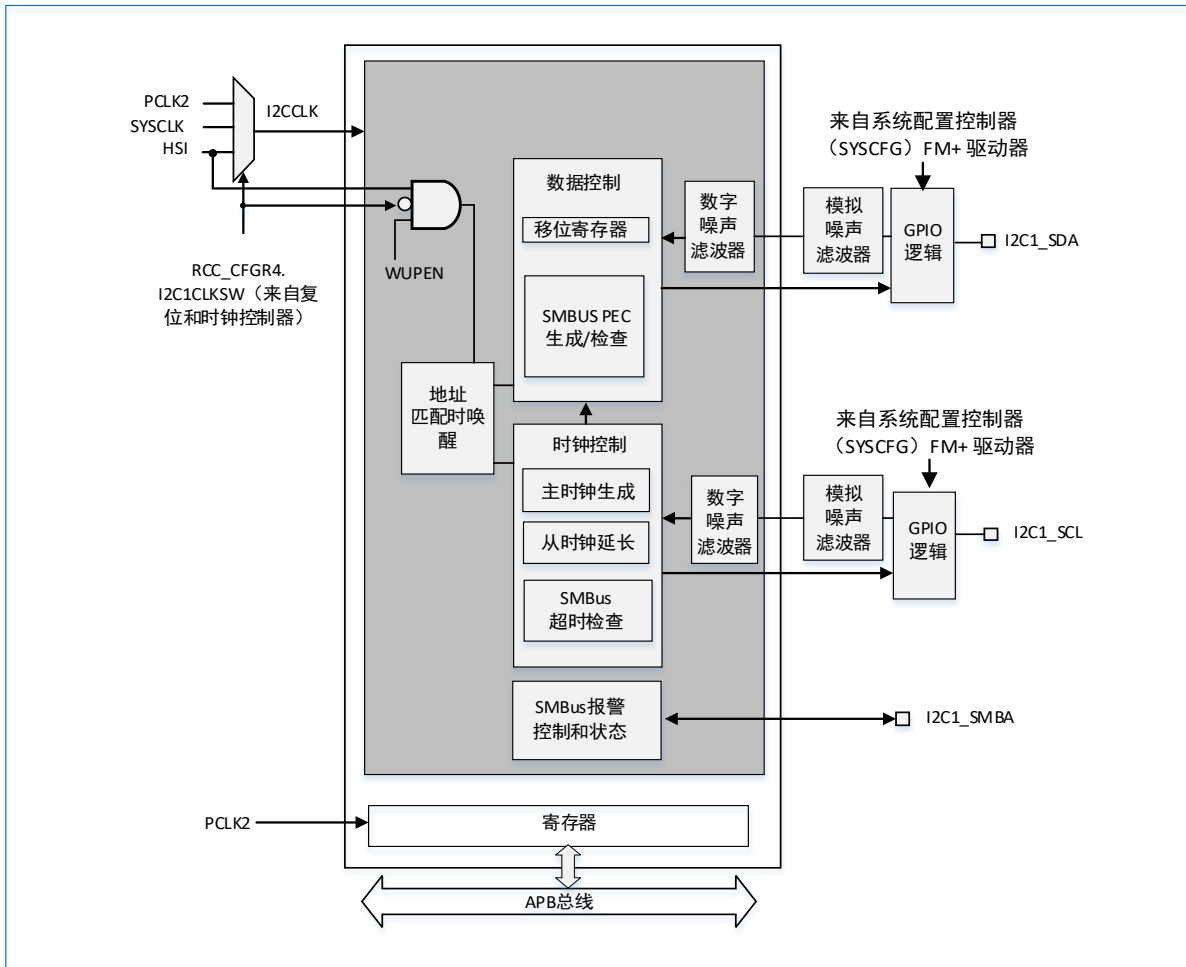 PCLK2
SYSCLK
HSI
I2CCLK
RCC_CFGR4.
I2C1CLKSW（来自复
位和时钟控制器）
WUPEN
地址
匹配时唤
醒
数据控制
移位寄存器
SMBUS PEC
生成/检查
数字
噪声
滤波器
模拟
噪声
滤波器
来自系统配置控制器
（SYSCFG）FM+ 驱动器
GPIO
逻辑
I2C1_SDA
时钟控制
主时钟生成
从时钟延长
SMBus
超时检查
数字
噪声
滤波器
模拟
噪声
滤波器
来自系统配置控制器
（SYSCFG）FM+ 驱动器
GPIO
逻辑
I2C1_SCL
SMBus报警
控制和状态
I2C1_SMBA
PCLK2
寄存器
APB总线